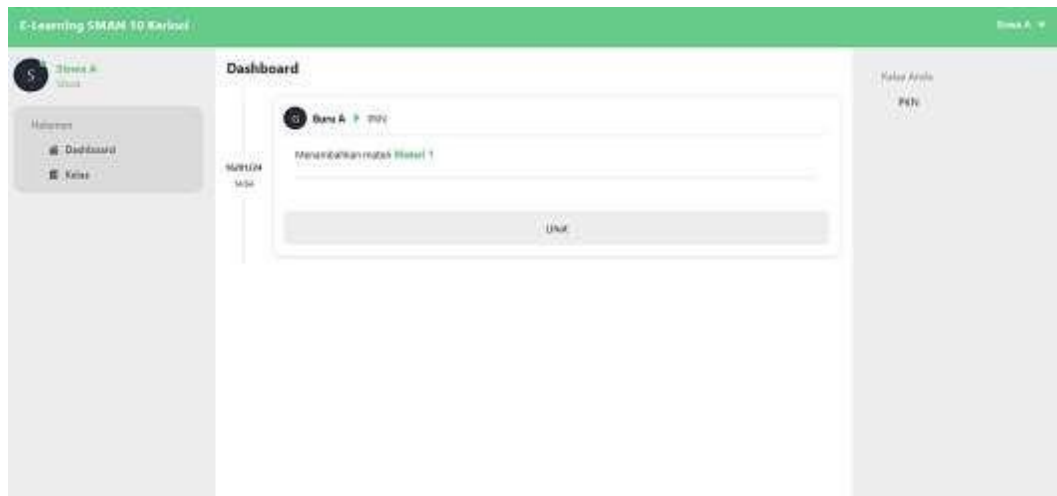 E-Learning SMAN 10 Kerinci
Siswa A
S
Siswa A
Siswa
Halaman
Dashboard
Kelas
Dashboard
G Guru A PKN
Menambahkan materi Materi 1
Lihat
Kelas Anda
PKN